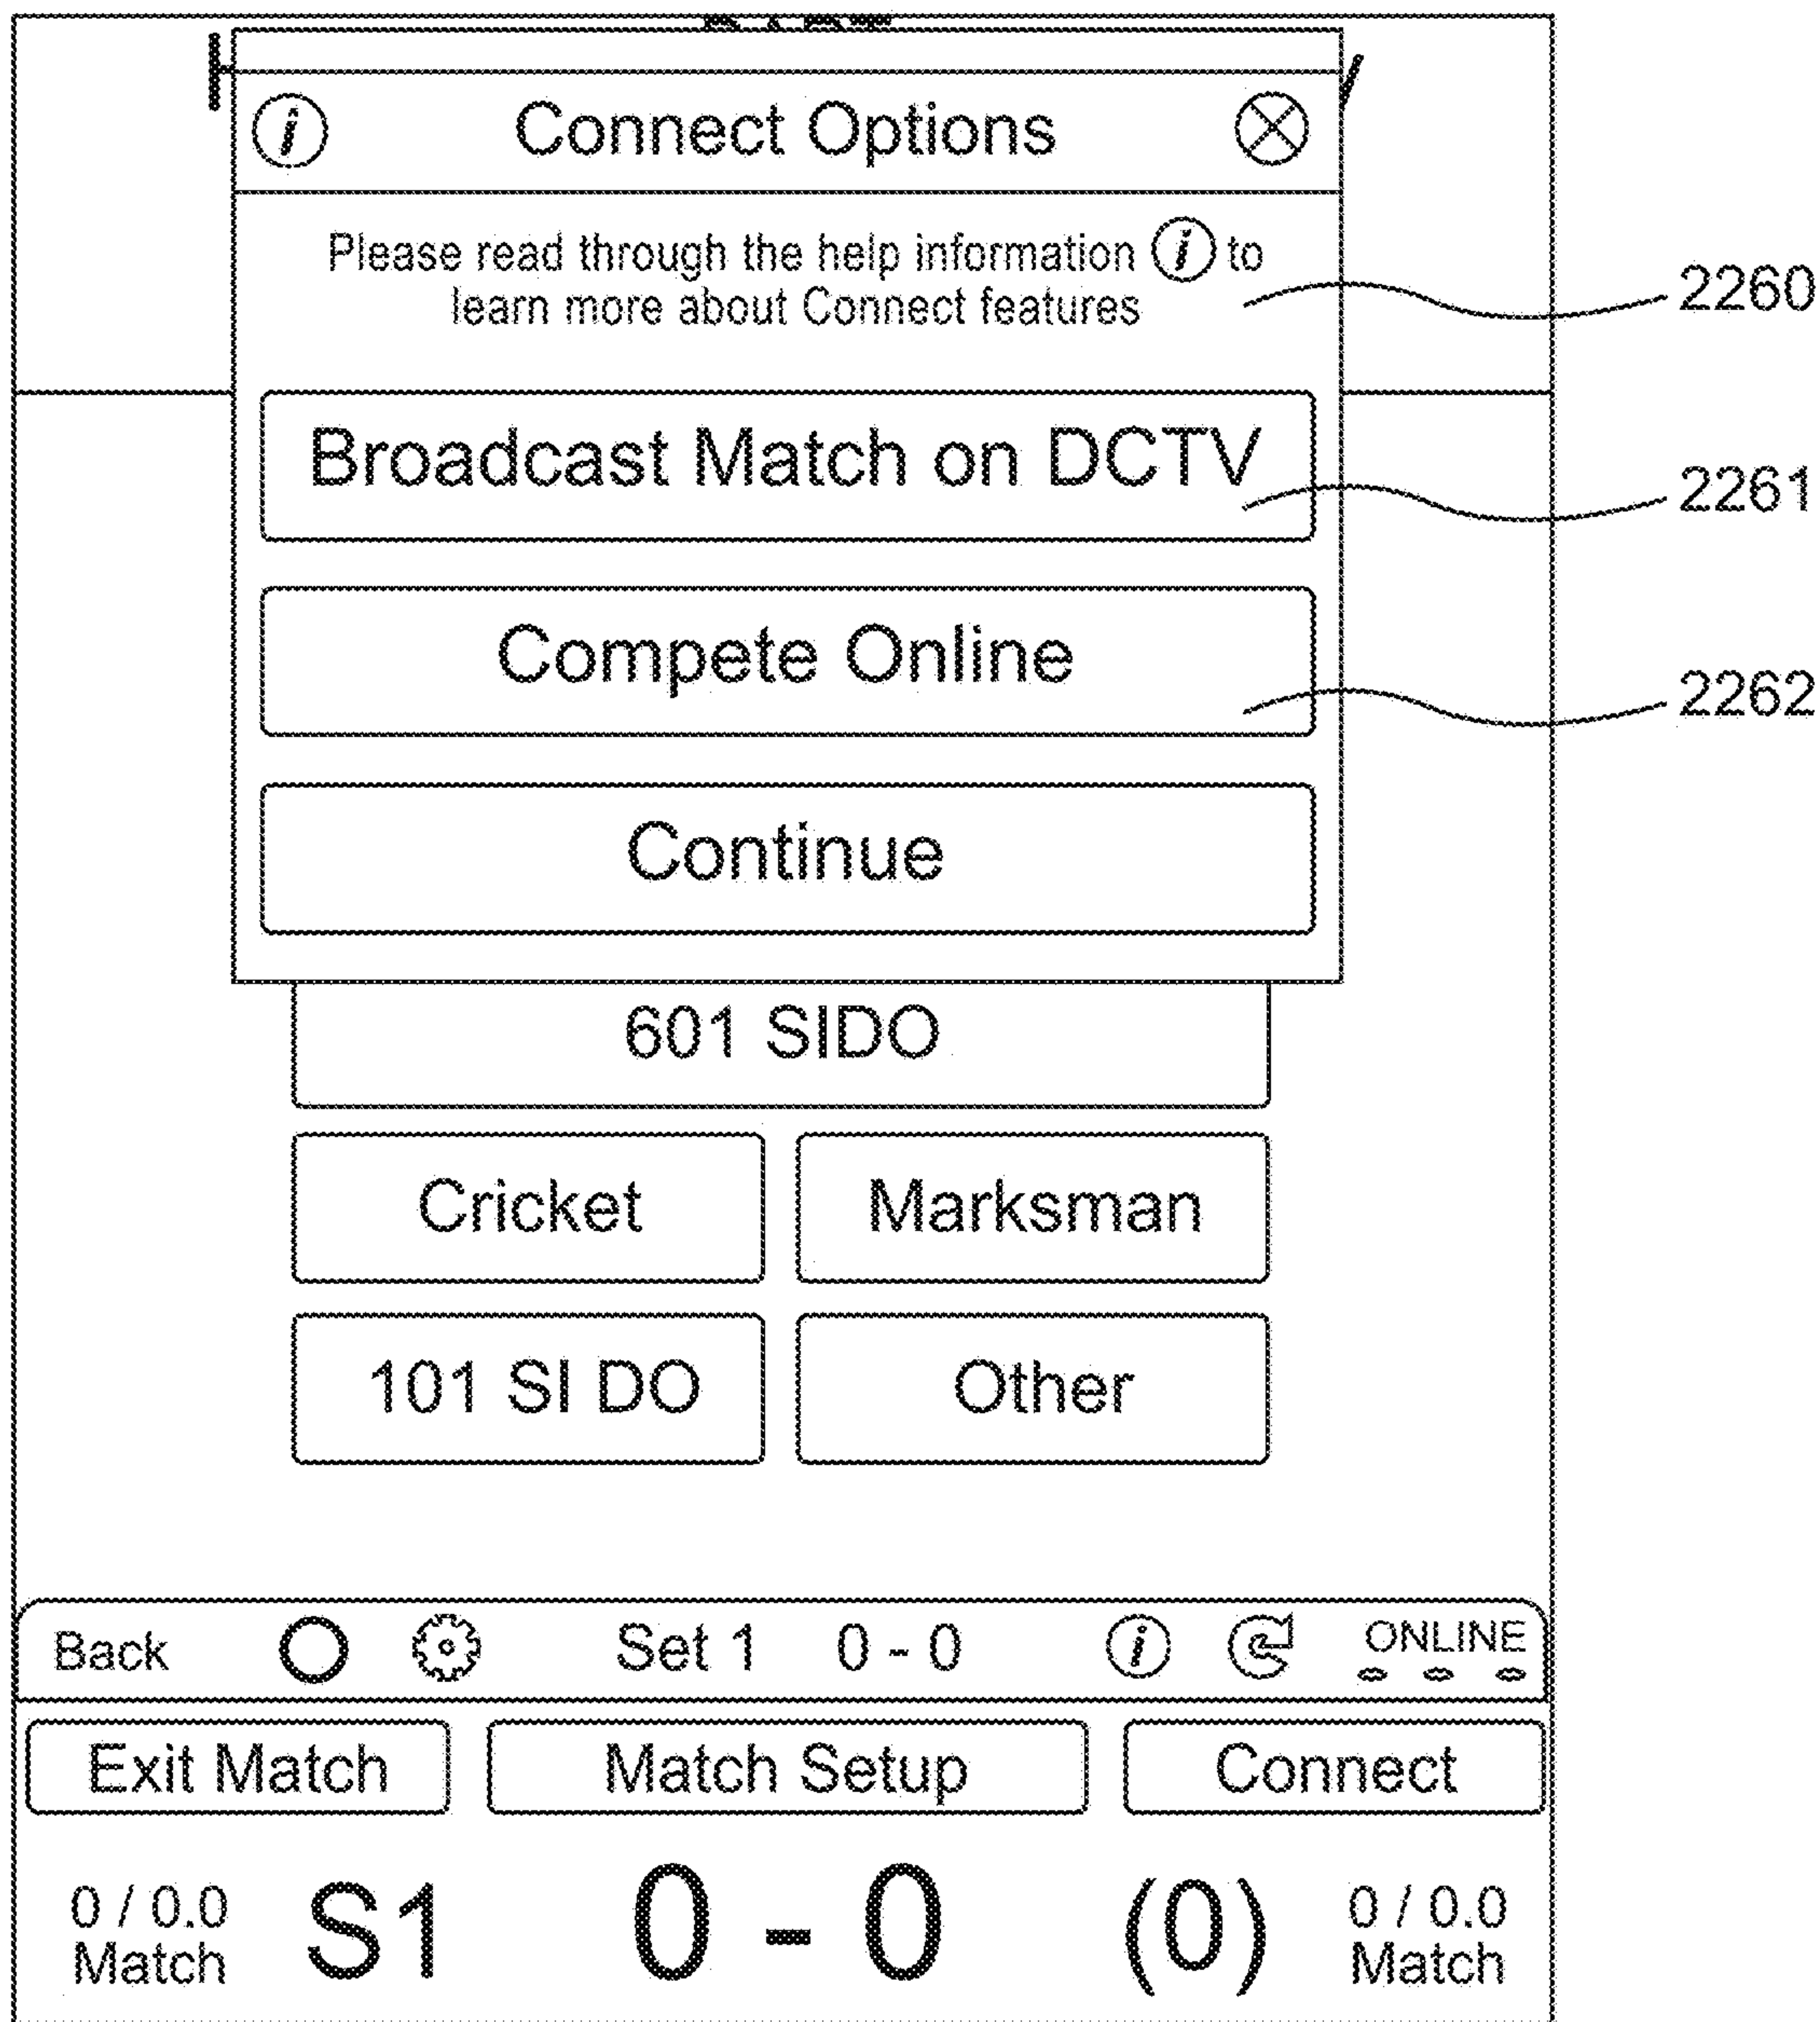 i Connect Options
Please read through the help information i to
learn more about Connect features
2260
Broadcast Match on DCTV
2261
Compete Online
2262
Continue
601 SIDO
Cricket Marksman
101 SI DO Other
Back Set 1 0 - 0 i ONLINE
Exit Match Match Setup Connect
0 / 0.0
Match
S1 0 - 0 (0)
0 / 0.0
Match